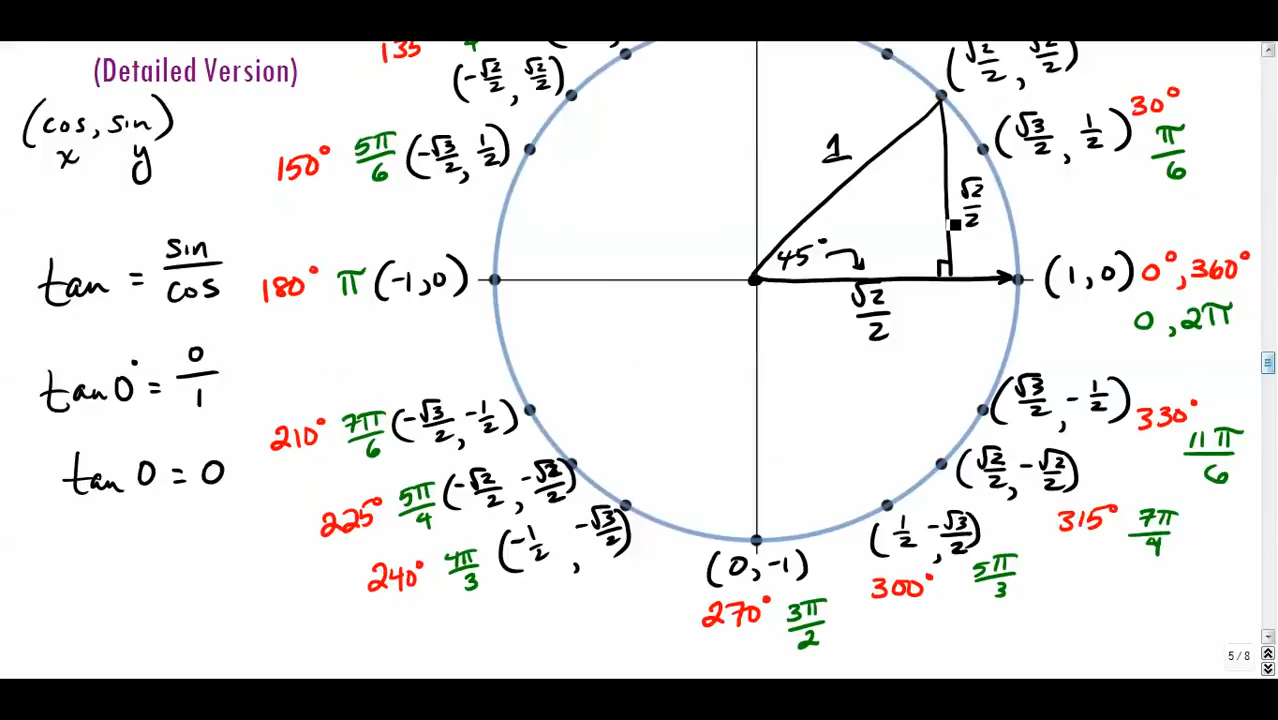 (Detailed Version)
(cos, sin)
x y
tan = sin/cos
tan 0° = 0/1
tan 0 = 0
135
(-√2/2, √2/2)
150° 5π/6 (-√3/2, 1/2)
180° π (-1,0)
210° 7π/6 (-√3/2, -1/2)
225° 5π/4 (-√2/2, -√2/2)
240° 4π/3 (-1/2, -√3/2)
(0, -1)
270° 3π/2
(1/2, -√3/2)
300° 5π/3
(√2/2, -√2/2)
315° 7π/4
(√3/2, -1/2) 330°
11π/6
(1,0) 0°, 360°
0, 2π
(√3/2, 1/2) 30°
π/6
(√2/2, √2/2)
1
√2/2
45°
√2/2
5 / 8